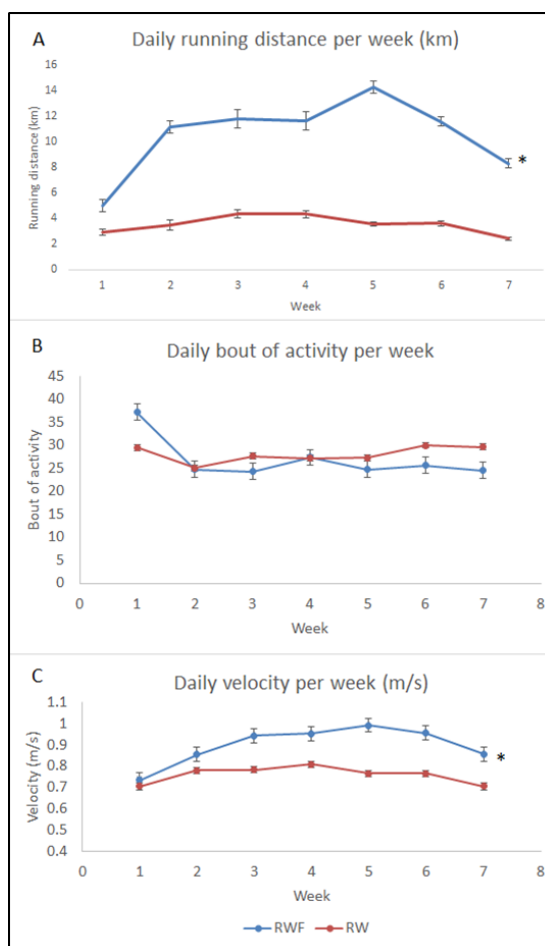 A
Daily running distance per week (km)
16
14
12
10
8
6
4
2
0
Running distance (km)
*
1 2 3 4 5 6 7
Week
B
Daily bout of activity per week
45
40
35
30
25
20
15
10
5
0
Bout of activity
0 1 2 3 4 5 6 7 8
Week
C
Daily velocity per week (m/s)
1.1
1
0.9
0.8
0.7
0.6
0.5
0.4
Velocity (m/s)
*
0 1 2 3 4 5 6 7 8
Week
RWF RW